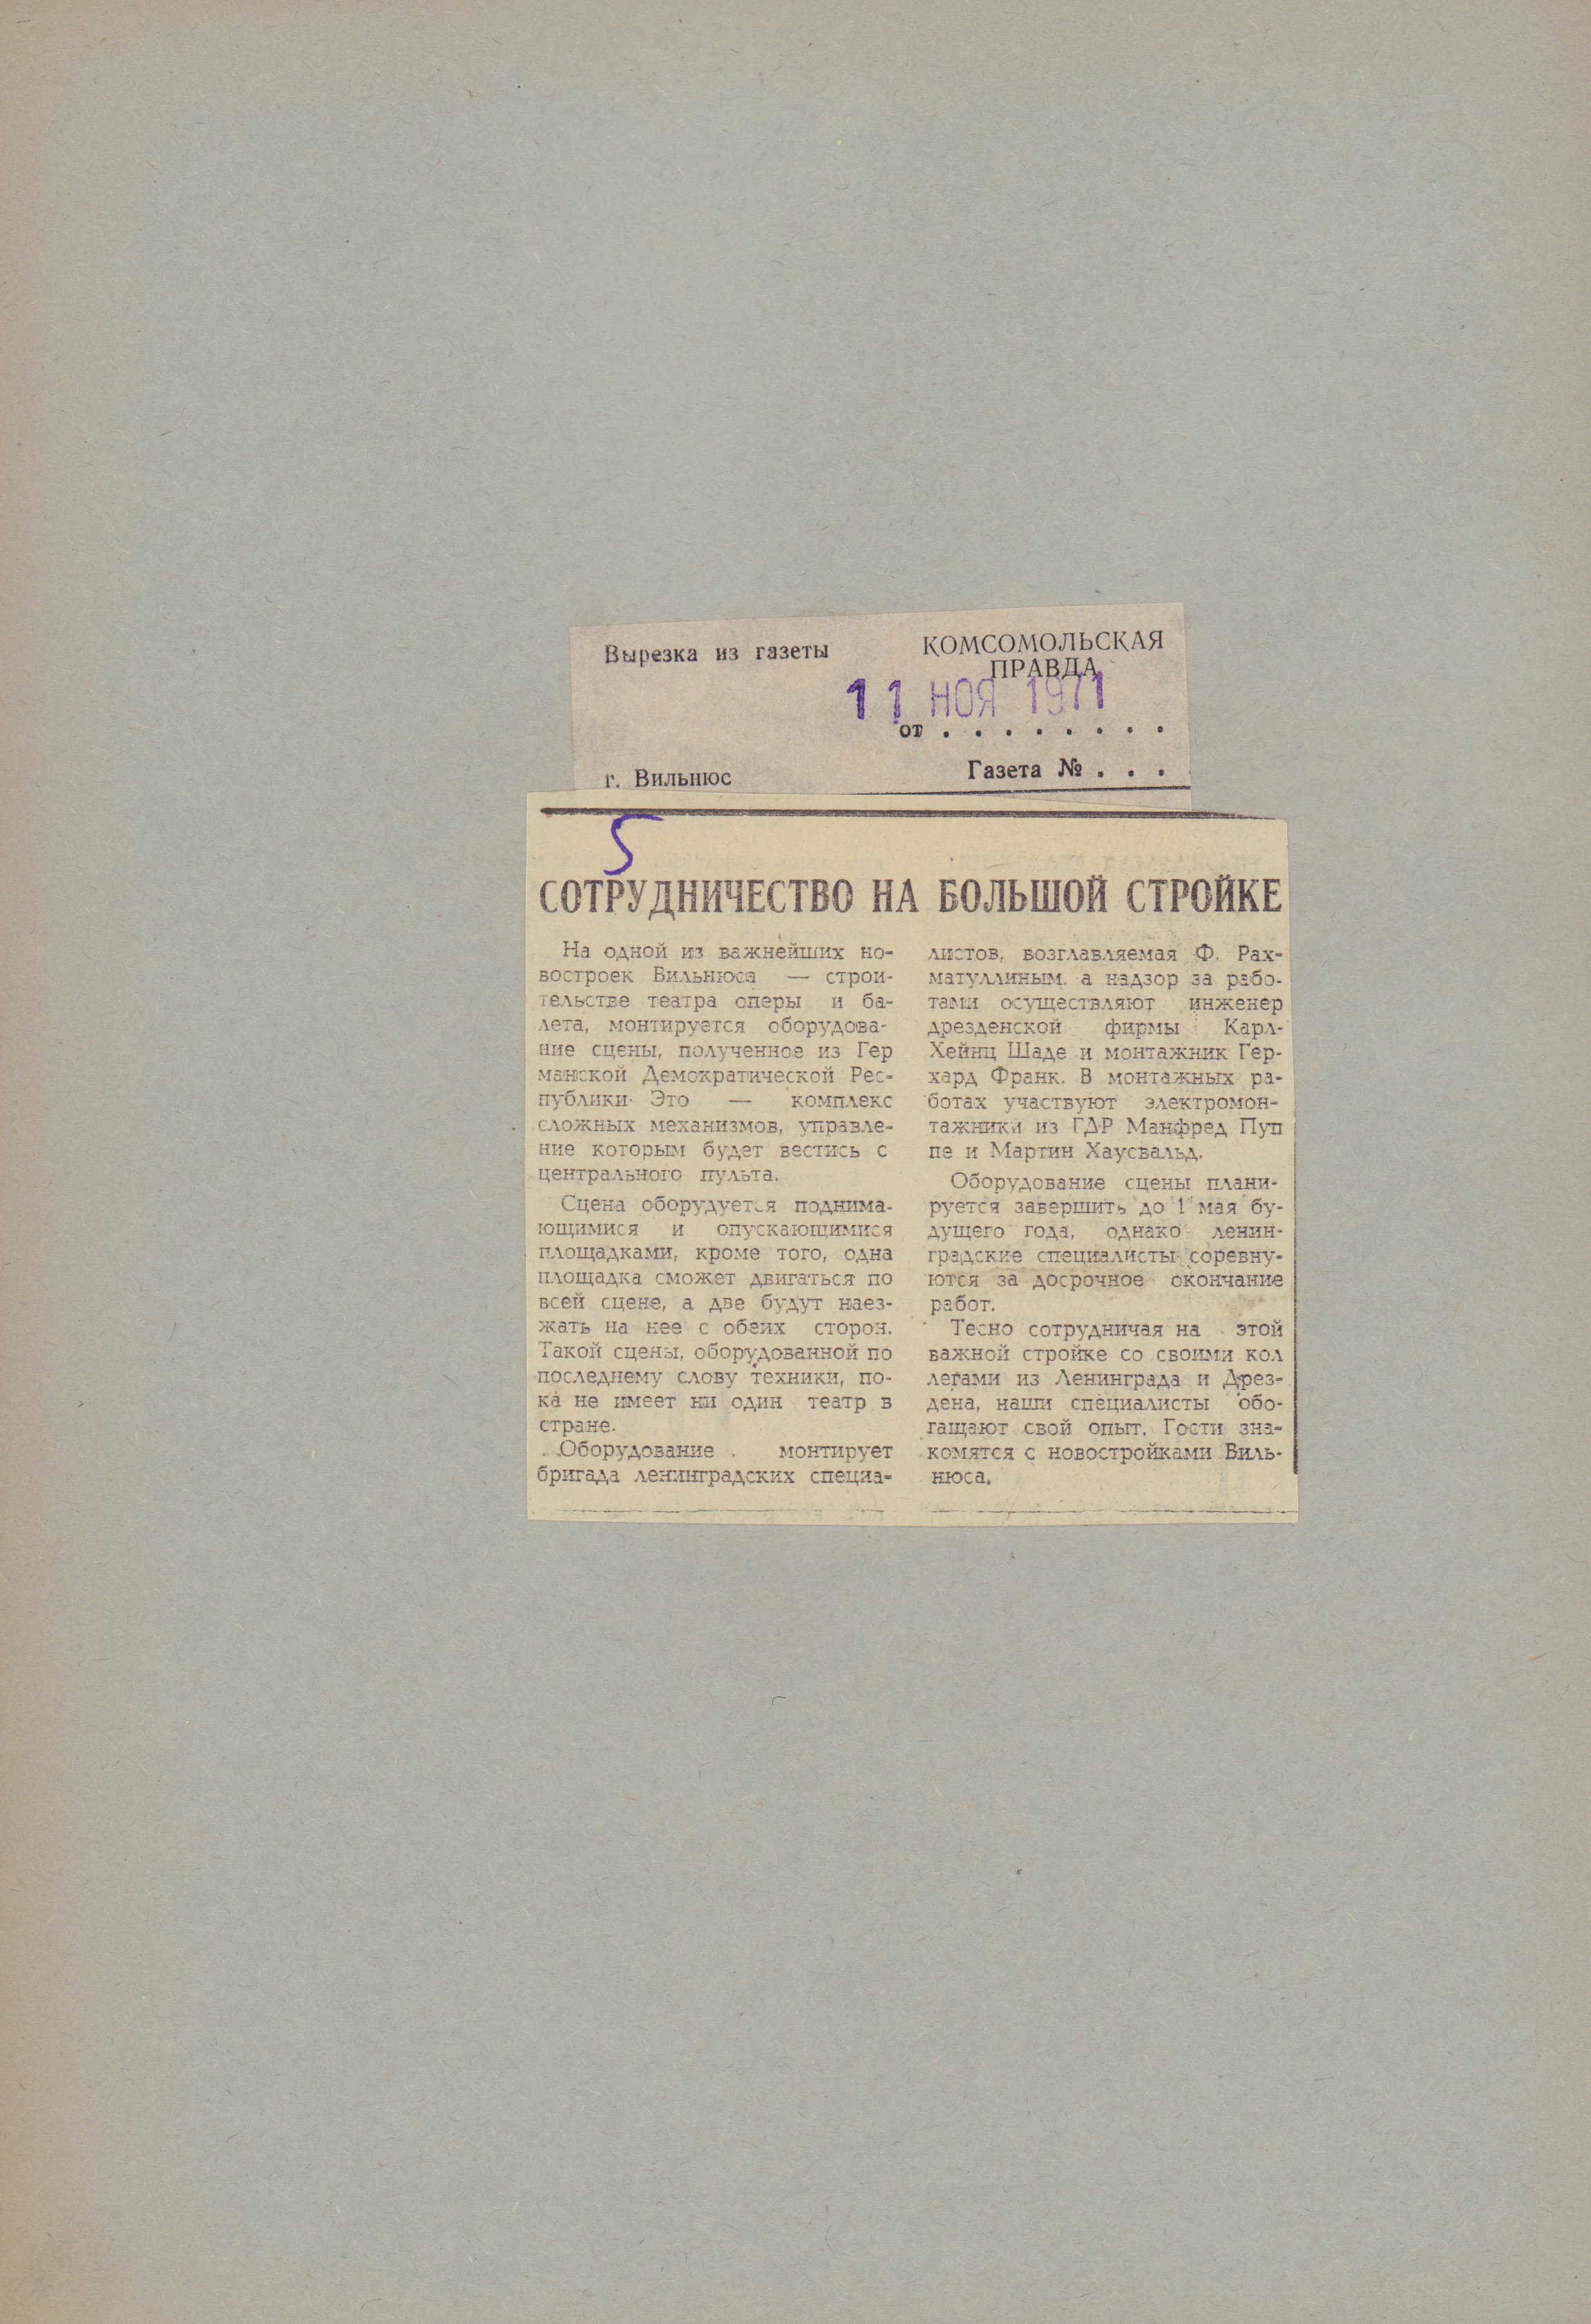 Вырезка из газеты
КОМСОМОЛЬСКАЯ
ПРАВДА
11 НОЯ 1971
от . . . . . . . .
г. Вильнюс
Газета № . . .
5
СОТРУДНИЧЕСТВО НА БОЛЬШОЙ СТРОЙКЕ
На одной из важнейших но-
востроек Вильнюса — строи-
тельстве театра оперы и ба-
лета, монтируется оборудова-
ние сцены, полученное из Гер
манской Демократической Рес-
публики. Это — комплекс
сложных механизмов, управле-
ние которым будет вестись с
центрального пульта.
Сцена оборудуется поднима-
ющимися и опускающимися
площадками, кроме того, одна
площадка сможет двигаться по
всей сцене, а две будут наез-
жать на нее с обеих сторон.
Такой сцены, оборудованной по
последнему слову техники, по-
ка не имеет ни один театр в
стране.
Оборудование монтирует
бригада ленинградских специа-
листов, возглавляемая Ф. Рах-
матуллиным. а надзор за рабо-
тами осуществляют инженер
дрезденской фирмы Карл-
Хейнц Шаде и монтажник Гер-
хард Франк. В монтажных ра-
ботах участвуют электромон-
тажники из ГДР Манфред Пуп
пе и Мартин Хаусвальд.
Оборудование сцены плани-
руется завершить до 1 мая бу-
дущего года, однако ленин-
градские специалисты соревну-
ются за досрочное окончание
работ.
Тесно сотрудничая на этой
важной стройке со своими кол
легами из Ленинграда и Дрез-
дена, наши специалисты обо-
гащают свой опыт. Гости зна-
комятся с новостройками Виль-
нюса.